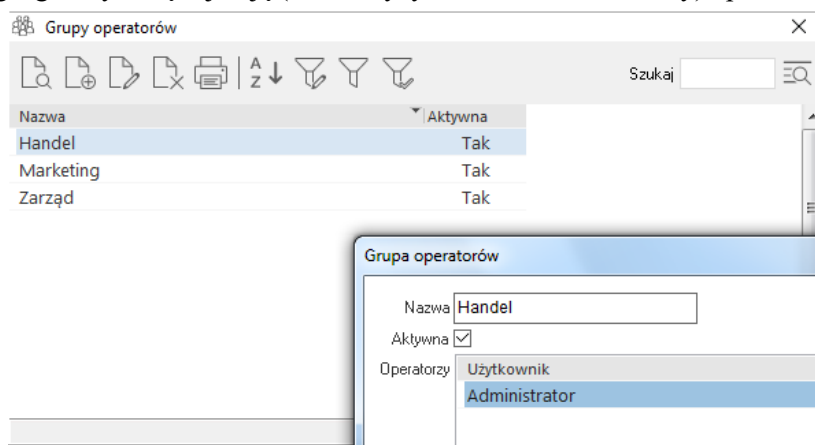 Grupy operatorów
Szukaj
Nazwa Aktywna
Handel Tak
Marketing Tak
Zarząd Tak
Grupa operatorów
Nazwa Handel
Aktywna
Operatorzy Użytkownik
Administrator